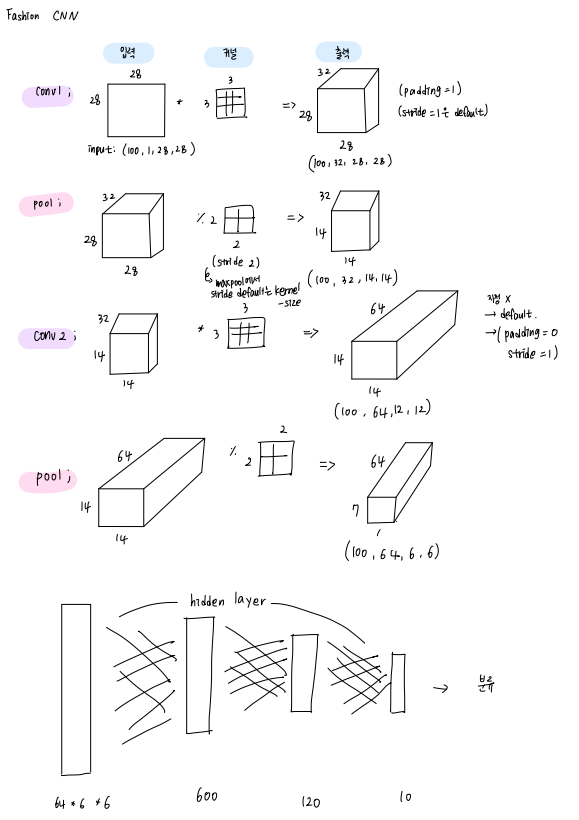 Fashion CNN
입력 커널 출력
conv1 ;
28
28
*
3
3
=>
32
28
28
(padding = 1)
(stride = 1은 default)
input: (100, 1, 28, 28)
(100, 32, 28, 28)
pool ;
32
28
28
% 2
2
=>
32
14
14
(stride 2)
↳ maxpool에서
stride default는 kernel
-size
(100, 32, 14, 14)
conv2 ;
32
14
14
*
3
3
=>
64
14
14
지정 X
→ default.
→ (padding = 0
stride = 1)
(100, 64, 12, 12)
pool ;
64
14
14
%
2
2
=>
64
7
(100, 64, 6, 6)
hidden layer
→ 분류
64 * 6 * 6
600
120
10